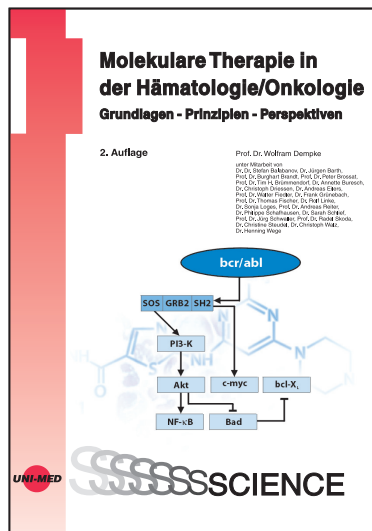 Molekulare Therapie in
der Hämatologie/Onkologie
Grundlagen - Prinzipien - Perspektiven
2. Auflage
Prof. Dr. Wolfram Dempke
unter Mitarbeit von
Dr. Dr. Stefan Balabanov, Dr. Jürgen Barth,
Prof. Dr. Burghart Brandt, Prof. Dr. Peter Brossat,
Prof. Dr. Tim H. Brümmendorf, Dr. Annette Buresch,
Dr. Christoph Driessen, Dr. Andreas Eilers,
Prof. Dr. Walter Fiedler, Dr. Frank Grünebach,
Prof. Dr. Thomas Fischer, Dr. Rolf Linke,
Dr. Sonja Loges, Prof. Dr. Andreas Reiter,
Dr. Philippe Schafhausen, Dr. Sarah Schlief,
Prof. Dr. Jürg Schwaller, Prof. Dr. Radek Skoda,
Dr. Christine Steudel, Dr. Christoph Walz,
Dr. Henning Wege
bcr/abl
SOS GRB2 SH2
PI3-K
Akt c-myc bcl-XL
NF-κB Bad
UNI-MED SSSSSSSSCIENCE